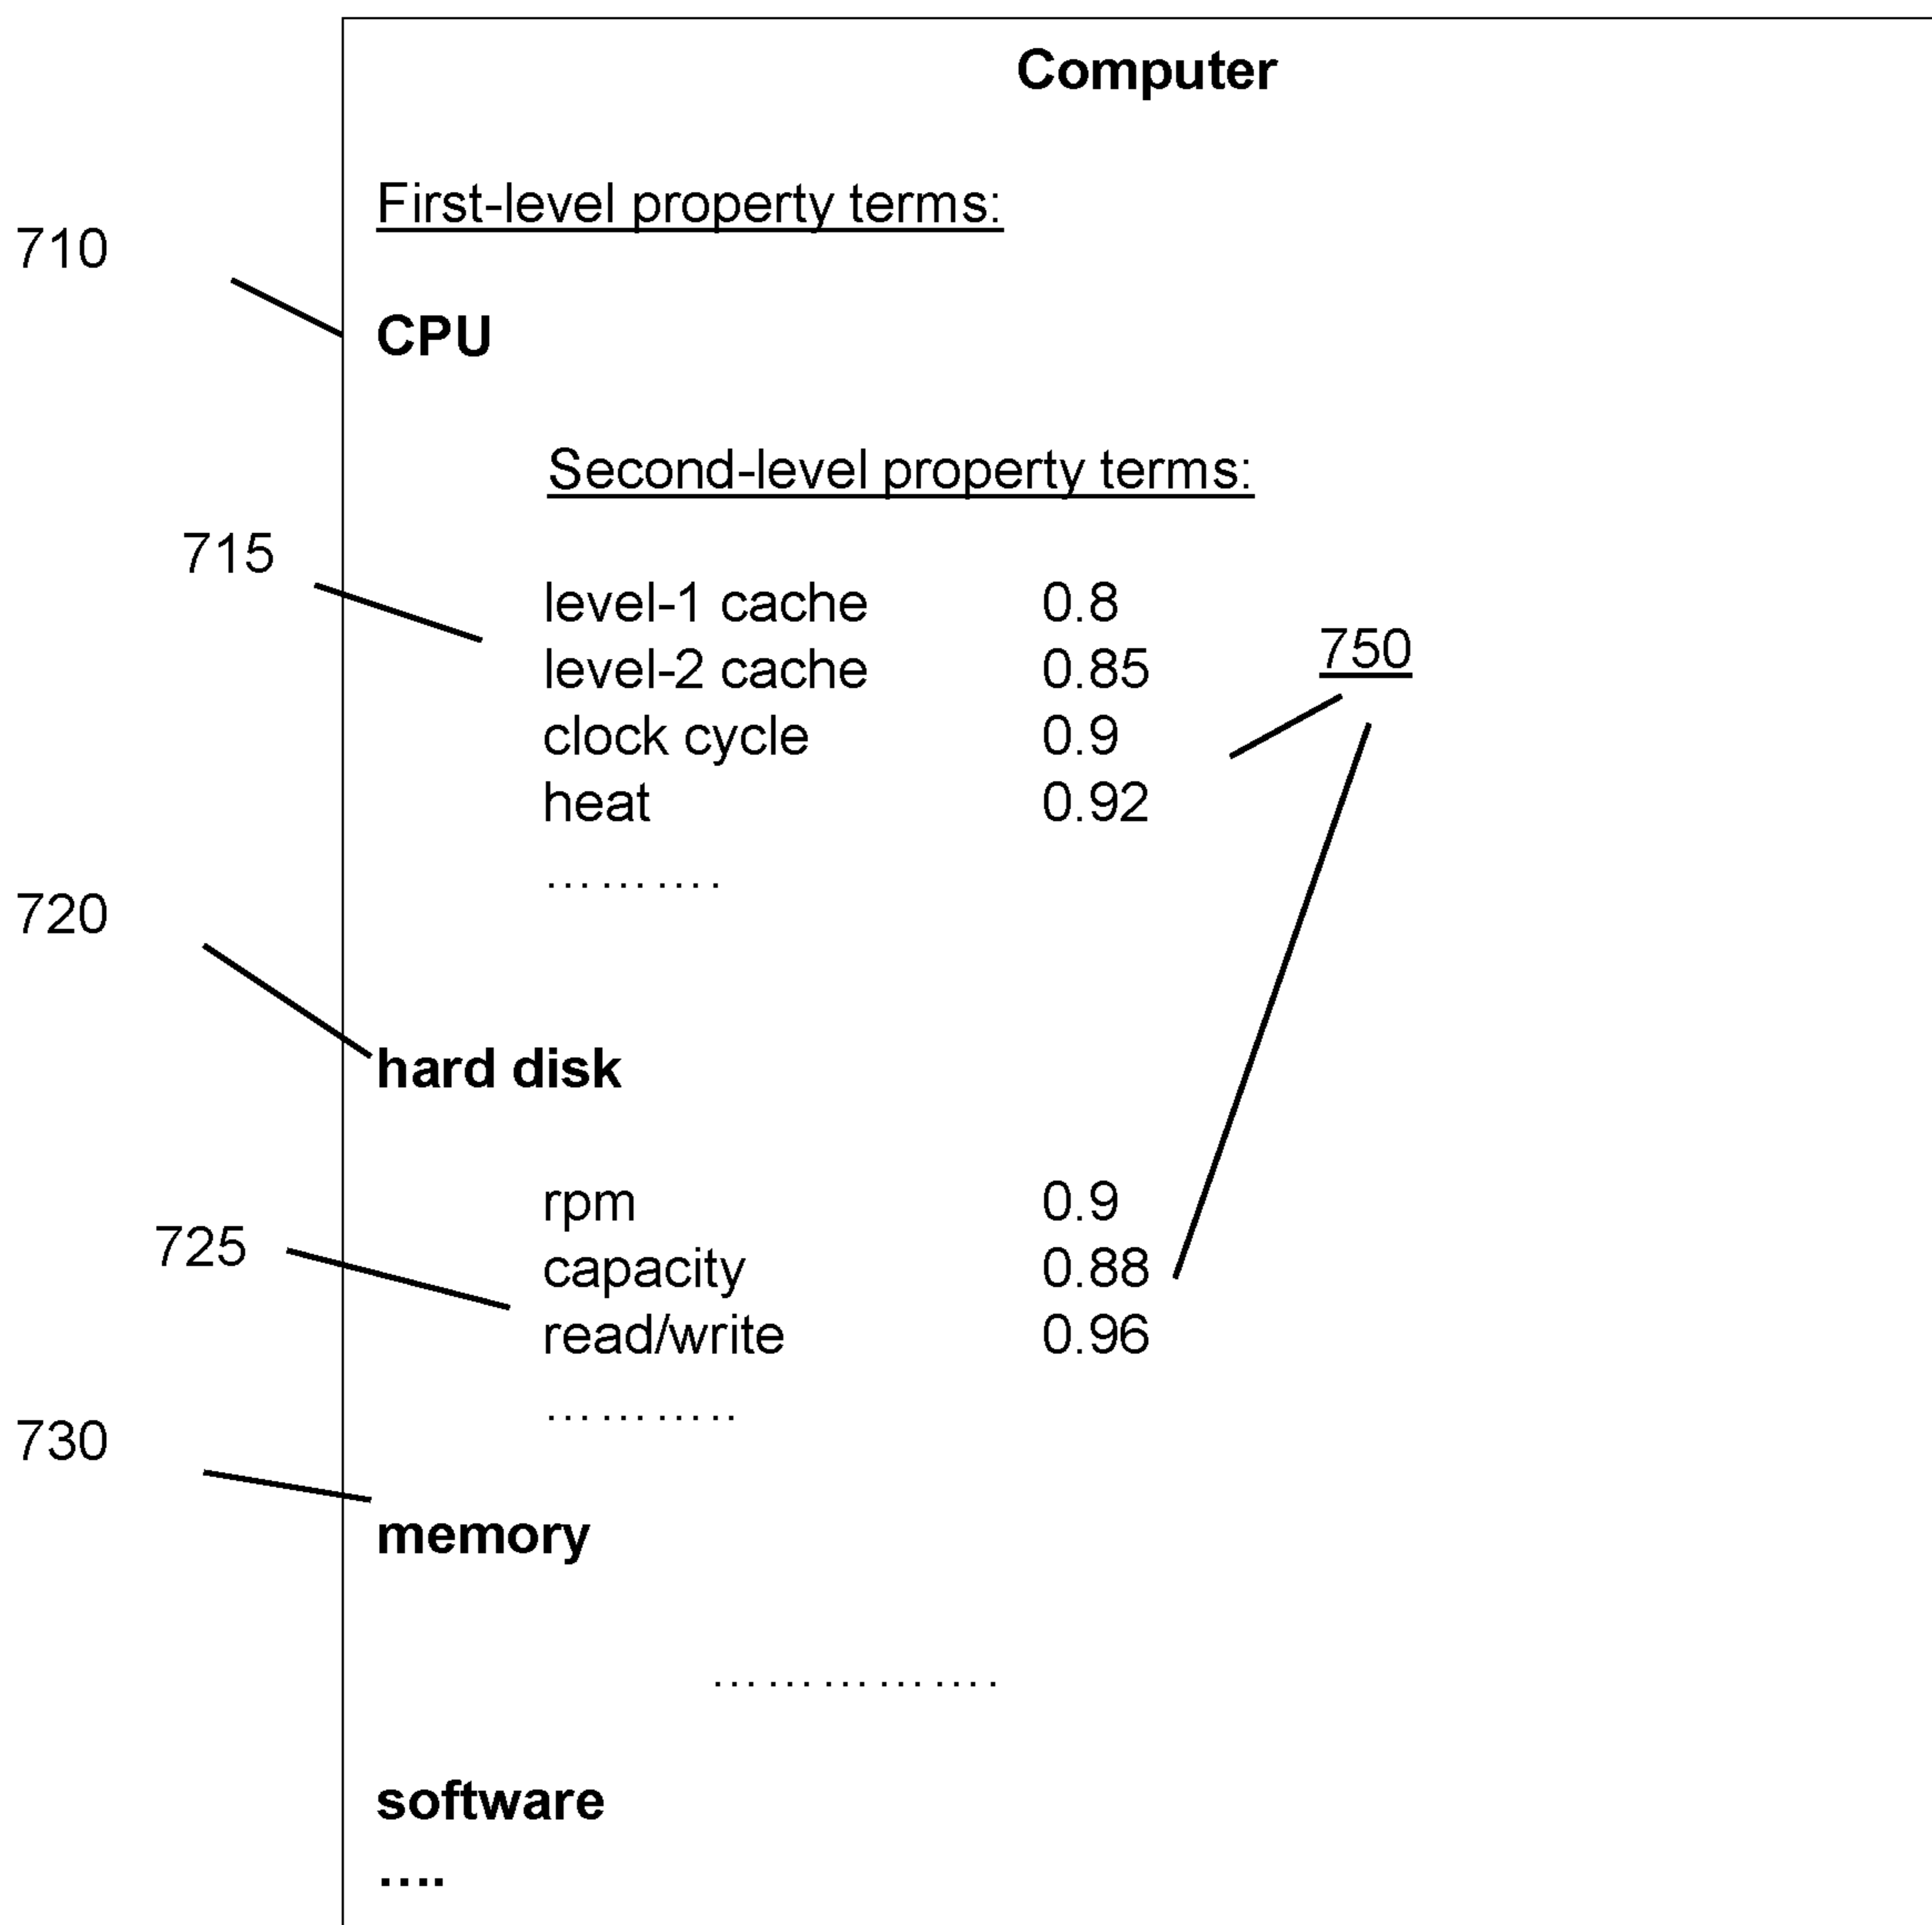 Computer
First-level property terms:
710
CPU
Second-level property terms:
715
level-1 cache 0.8
750
level-2 cache 0.85
clock cycle 0.9
heat 0.92
……….
720
hard disk
rpm 0.9
725
capacity 0.88
read/write 0.96
………..
730
memory
…………….
software
….